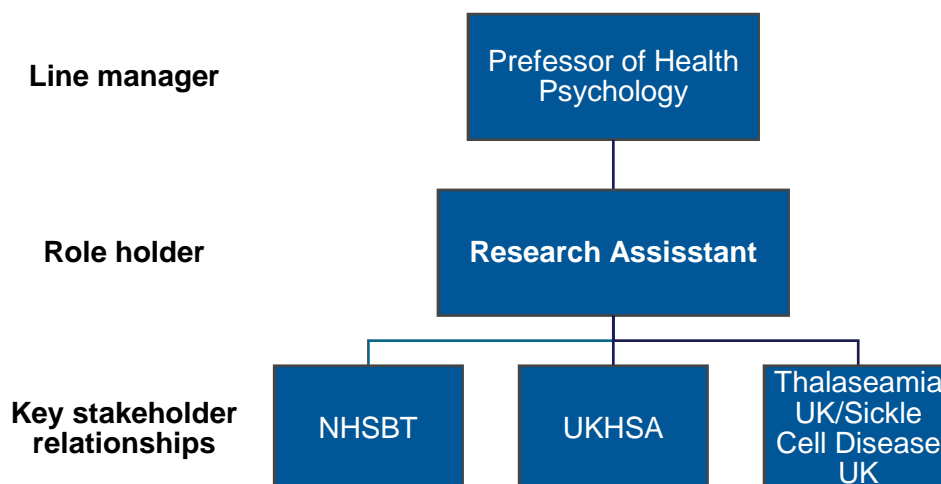 Line manager
Prefessor of Health
Psychology
Role holder
Research Assisstant
Key stakeholder
relationships
NHSBT
UKHSA
Thalaseamia
UK/Sickle
Cell Disease
UK